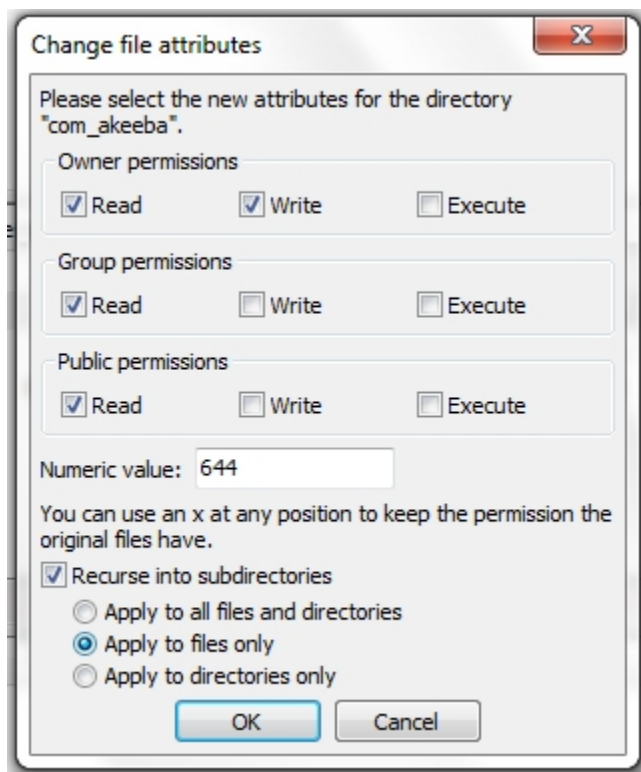 Change file attributes
Please select the new attributes for the directory
"com_akeeba".
Owner permissions
Read Write Execute
Group permissions
Read Write Execute
Public permissions
Read Write Execute
Numeric value: 644
You can use an x at any position to keep the permission the
original files have.
Recurse into subdirectories
Apply to all files and directories
Apply to files only
Apply to directories only
OK Cancel